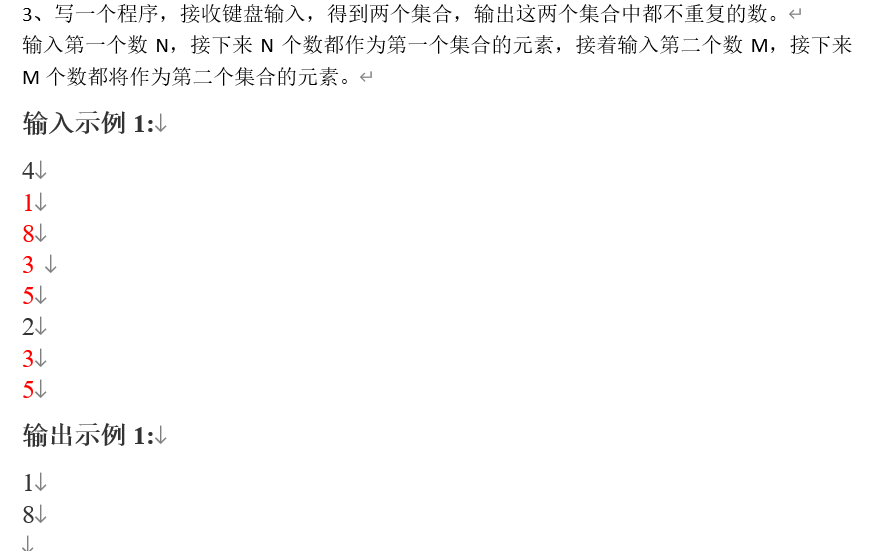 3、写一个程序，接收键盘输入，得到两个集合，输出这两个集合中都不重复的数。↵
输入第一个数 N，接下来 N 个数都作为第一个集合的元素，接着输入第二个数 M，接下来
M 个数都将作为第二个集合的元素。↵
输入示例 1:↓
4↓
1↓
8↓
3 ↓
5↓
2↓
3↓
5↓
输出示例 1:↓
1↓
8↓
↓